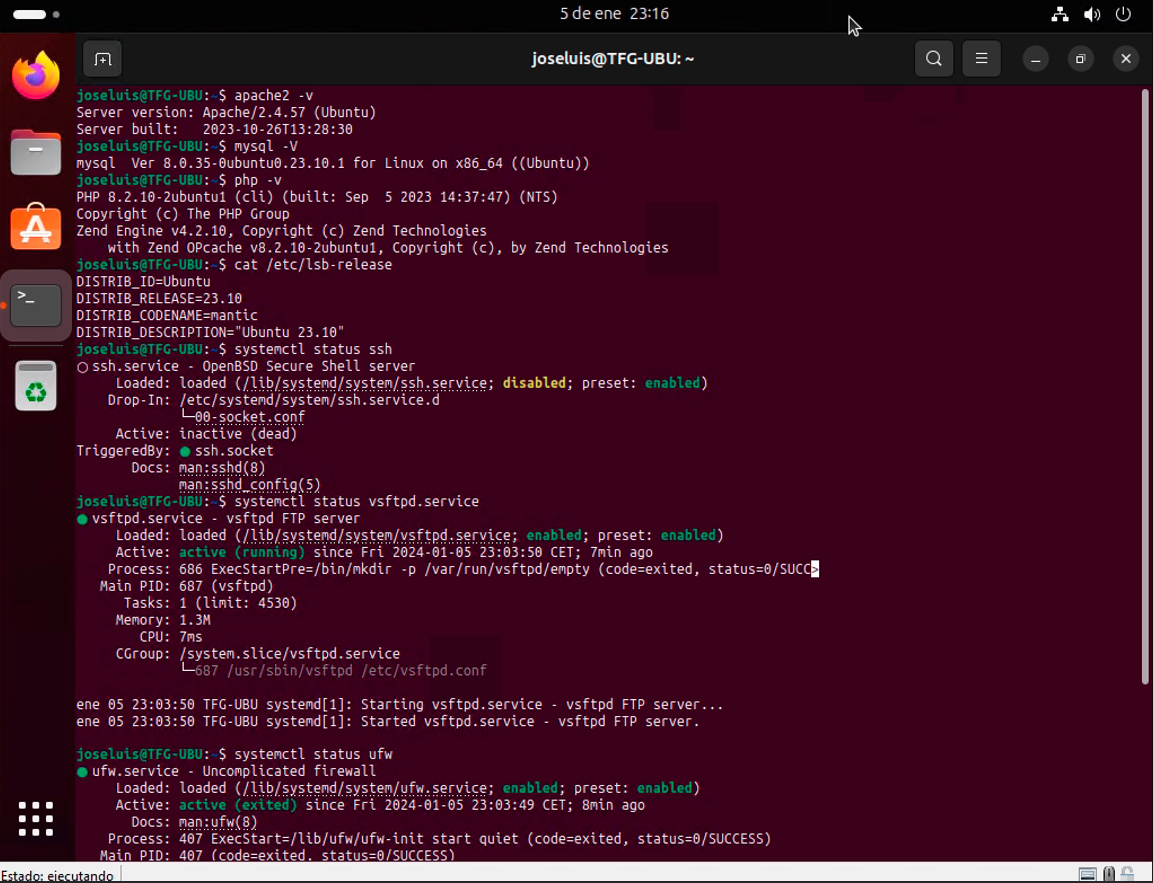 5 de ene 23:16
joseluis@TFG-UBU: ~
joseluis@TFG-UBU:~$ apache2 -v
Server version: Apache/2.4.57 (Ubuntu)
Server built:   2023-10-26T13:28:30
joseluis@TFG-UBU:~$ mysql -V
mysql  Ver 8.0.35-0ubuntu0.23.10.1 for Linux on x86_64 ((Ubuntu))
joseluis@TFG-UBU:~$ php -v
PHP 8.2.10-2ubuntu1 (cli) (built: Sep  5 2023 14:37:47) (NTS)
Copyright (c) The PHP Group
Zend Engine v4.2.10, Copyright (c) Zend Technologies
    with Zend OPcache v8.2.10-2ubuntu1, Copyright (c), by Zend Technologies
joseluis@TFG-UBU:~$ cat /etc/lsb-release
DISTRIB_ID=Ubuntu
DISTRIB_RELEASE=23.10
DISTRIB_CODENAME=mantic
DISTRIB_DESCRIPTION="Ubuntu 23.10"
joseluis@TFG-UBU:~$ systemctl status ssh
○ ssh.service - OpenBSD Secure Shell server
     Loaded: loaded (/lib/systemd/system/ssh.service; disabled; preset: enabled)
    Drop-In: /etc/systemd/system/ssh.service.d
             └─00-socket.conf
     Active: inactive (dead)
TriggeredBy: ● ssh.socket
       Docs: man:sshd(8)
             man:sshd_config(5)
joseluis@TFG-UBU:~$ systemctl status vsftpd.service
● vsftpd.service - vsftpd FTP server
     Loaded: loaded (/lib/systemd/system/vsftpd.service; enabled; preset: enabled)
     Active: active (running) since Fri 2024-01-05 23:03:50 CET; 7min ago
    Process: 686 ExecStartPre=/bin/mkdir -p /var/run/vsftpd/empty (code=exited, status=0/SUCC>
   Main PID: 687 (vsftpd)
      Tasks: 1 (limit: 4530)
     Memory: 1.3M
        CPU: 7ms
     CGroup: /system.slice/vsftpd.service
             └─687 /usr/sbin/vsftpd /etc/vsftpd.conf
ene 05 23:03:50 TFG-UBU systemd[1]: Starting vsftpd.service - vsftpd FTP server...
ene 05 23:03:50 TFG-UBU systemd[1]: Started vsftpd.service - vsftpd FTP server.
joseluis@TFG-UBU:~$ systemctl status ufw
● ufw.service - Uncomplicated firewall
     Loaded: loaded (/lib/systemd/system/ufw.service; enabled; preset: enabled)
     Active: active (exited) since Fri 2024-01-05 23:03:49 CET; 8min ago
       Docs: man:ufw(8)
    Process: 407 ExecStart=/lib/ufw/ufw-init start quiet (code=exited, status=0/SUCCESS)
   Main PID: 407 (code=exited, status=0/SUCCESS)
Estado: ejecutando